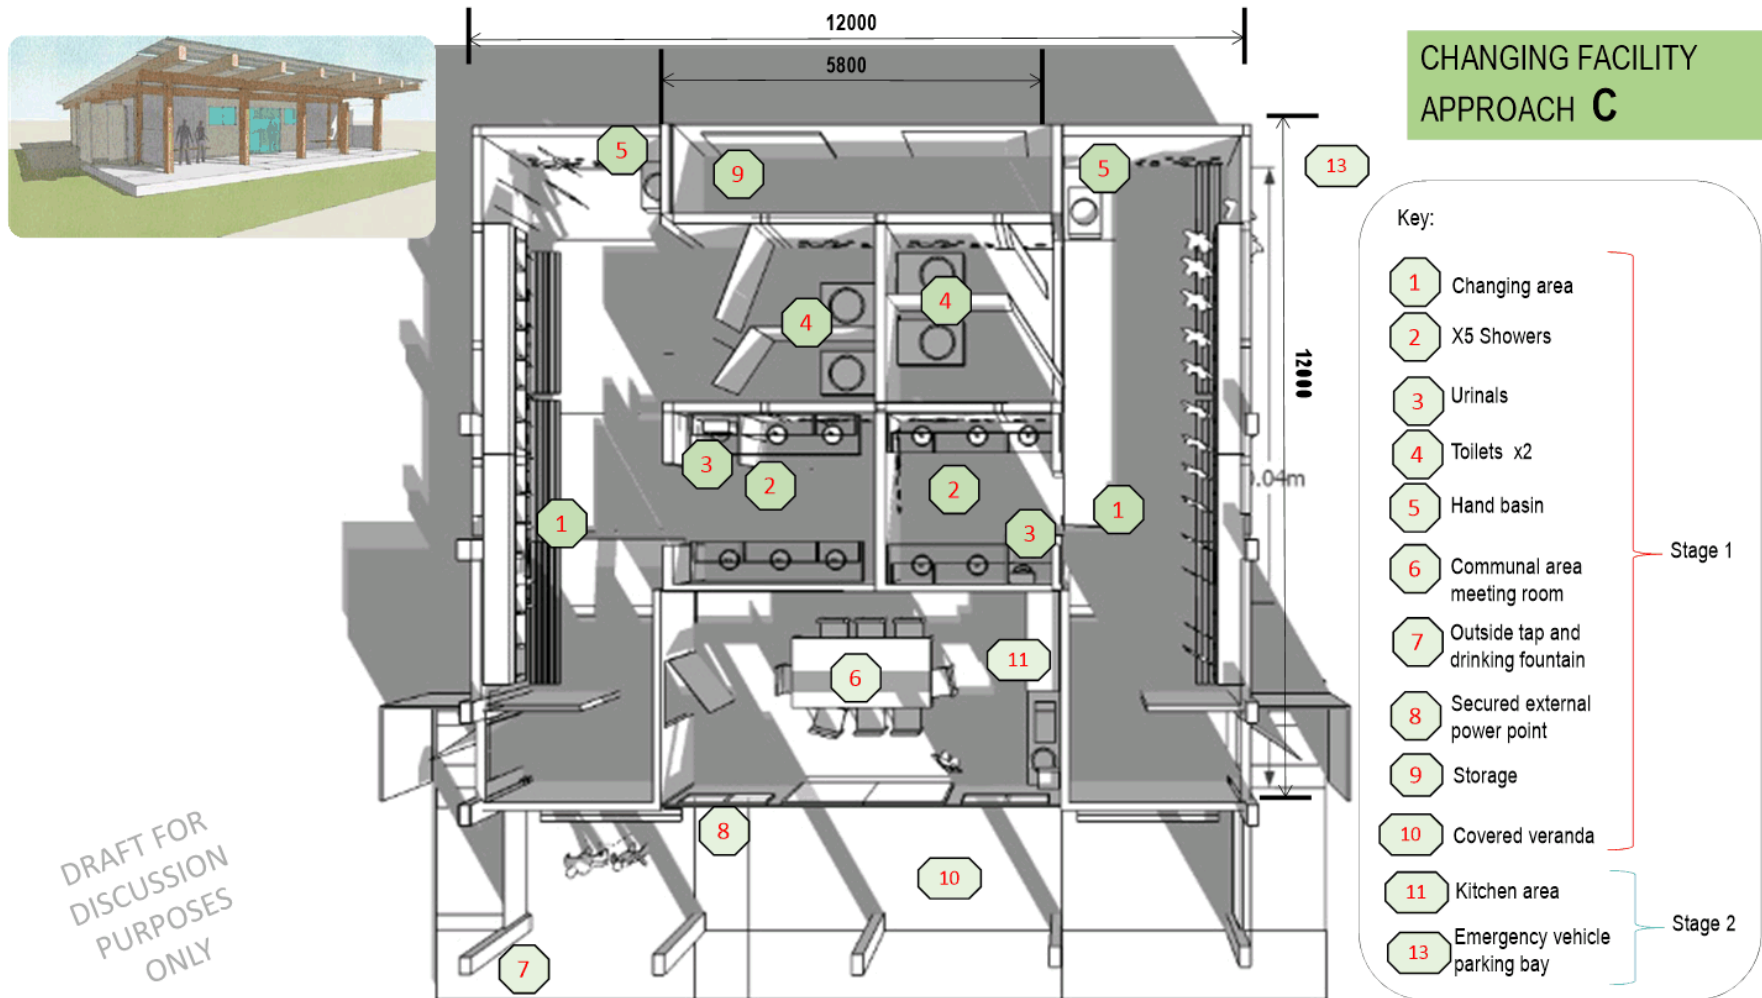 12000
5800
CHANGING FACILITY
APPROACH C
5
9
5
13
4
4
12000
3
2
2
1
1
3
.04m
6
11
8
10
7
DRAFT FOR
DISCUSSION
PURPOSES
ONLY
Key:
1 Changing area
2 X5 Showers
3 Urinals
4 Toilets x2
5 Hand basin
6 Communal area
meeting room
7 Outside tap and
drinking fountain
8 Secured external
power point
9 Storage
10 Covered veranda
Stage 1
11 Kitchen area
13 Emergency vehicle
parking bay
Stage 2